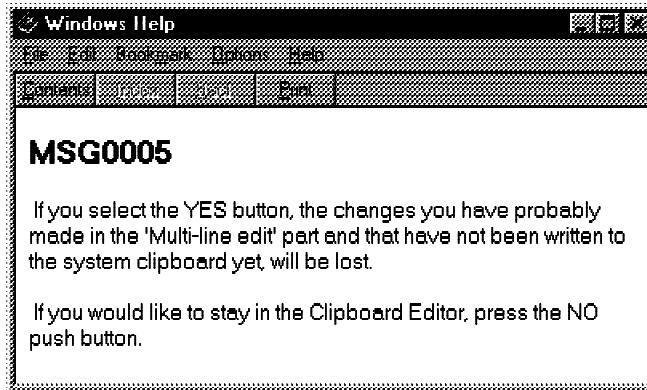 Windows Help
File Edit Bookmark Options Help
Contents Index Back Print
MSG0005
If you select the YES button, the changes you have probably
made in the 'Multi-line edit' part and that have not been written to
the system clipboard yet, will be lost.
If you would like to stay in the Clipboard Editor, press the NO
push button.